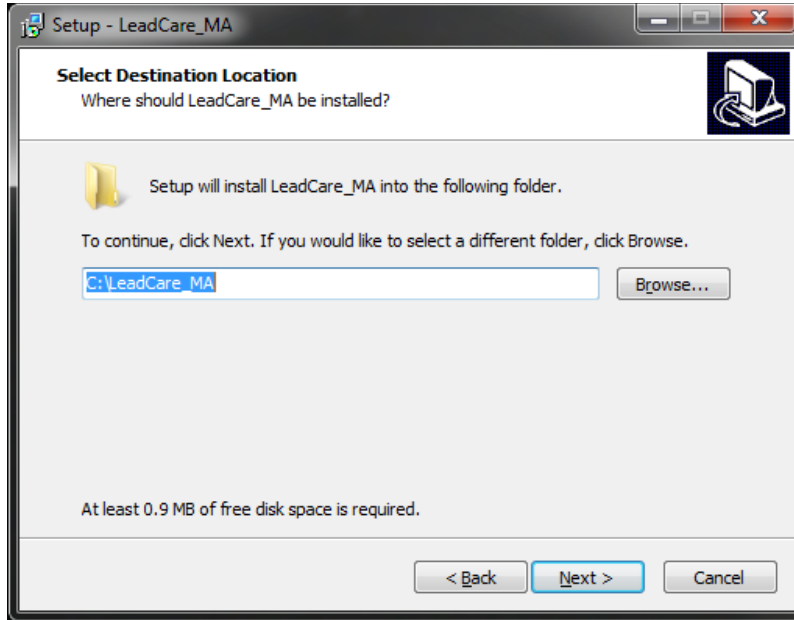 Setup - LeadCare_MA
Select Destination Location
Where should LeadCare_MA be installed?
Setup will install LeadCare_MA into the following folder.
To continue, click Next. If you would like to select a different folder, click Browse.
C:\LeadCare_MA
Browse...
At least 0.9 MB of free disk space is required.
< Back
Next >
Cancel